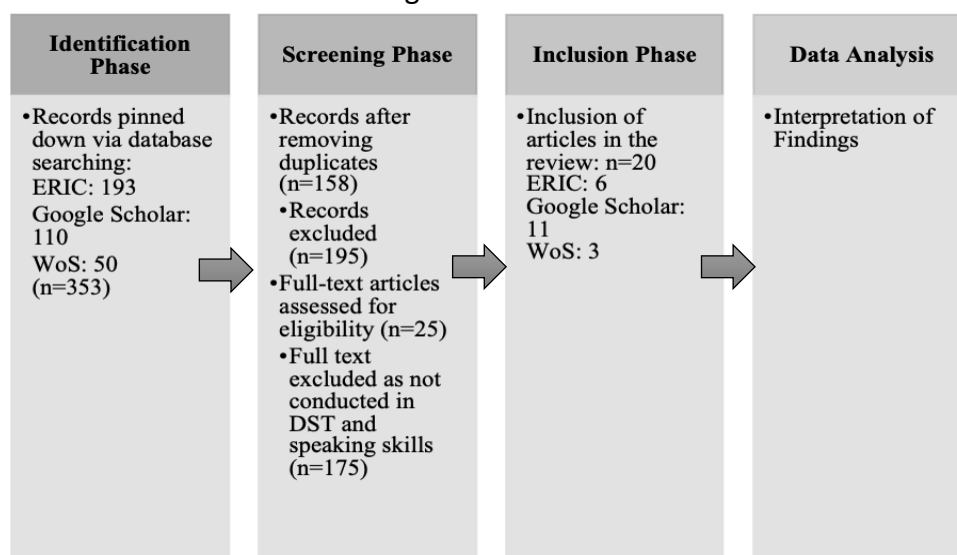 Identification
Phase
•Records pinned
down via database
searching:
ERIC: 193
Google Scholar:
110
WoS: 50
(n=353)
Screening Phase
•Records after
removing
duplicates
(n=158)
•Records
excluded
(n=195)
•Full-text articles
assessed for
eligibility (n=25)
•Full text
excluded as not
conducted in
DST and
speaking skills
(n=175)
Inclusion Phase
•Inclusion of
articles in the
review: n=20
ERIC: 6
Google Scholar:
11
WoS: 3
Data Analysis
•Interpretation of
Findings